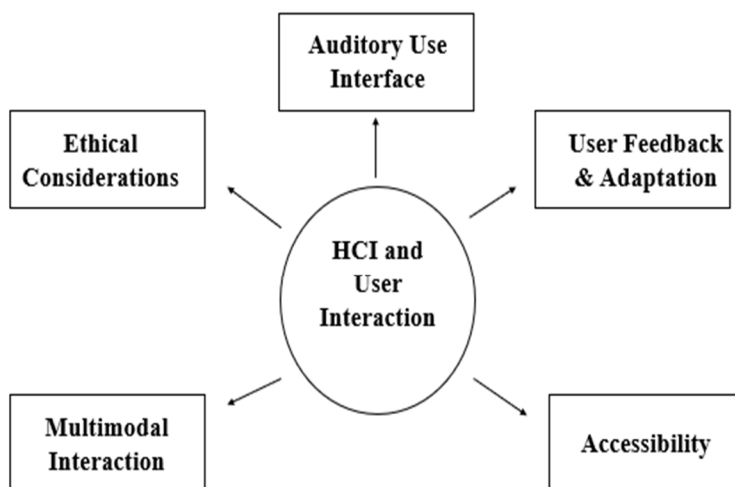 Auditory Use
Interface
Ethical
Considerations
User Feedback
& Adaptation
HCI and
User
Interaction
Multimodal
Interaction
Accessibility